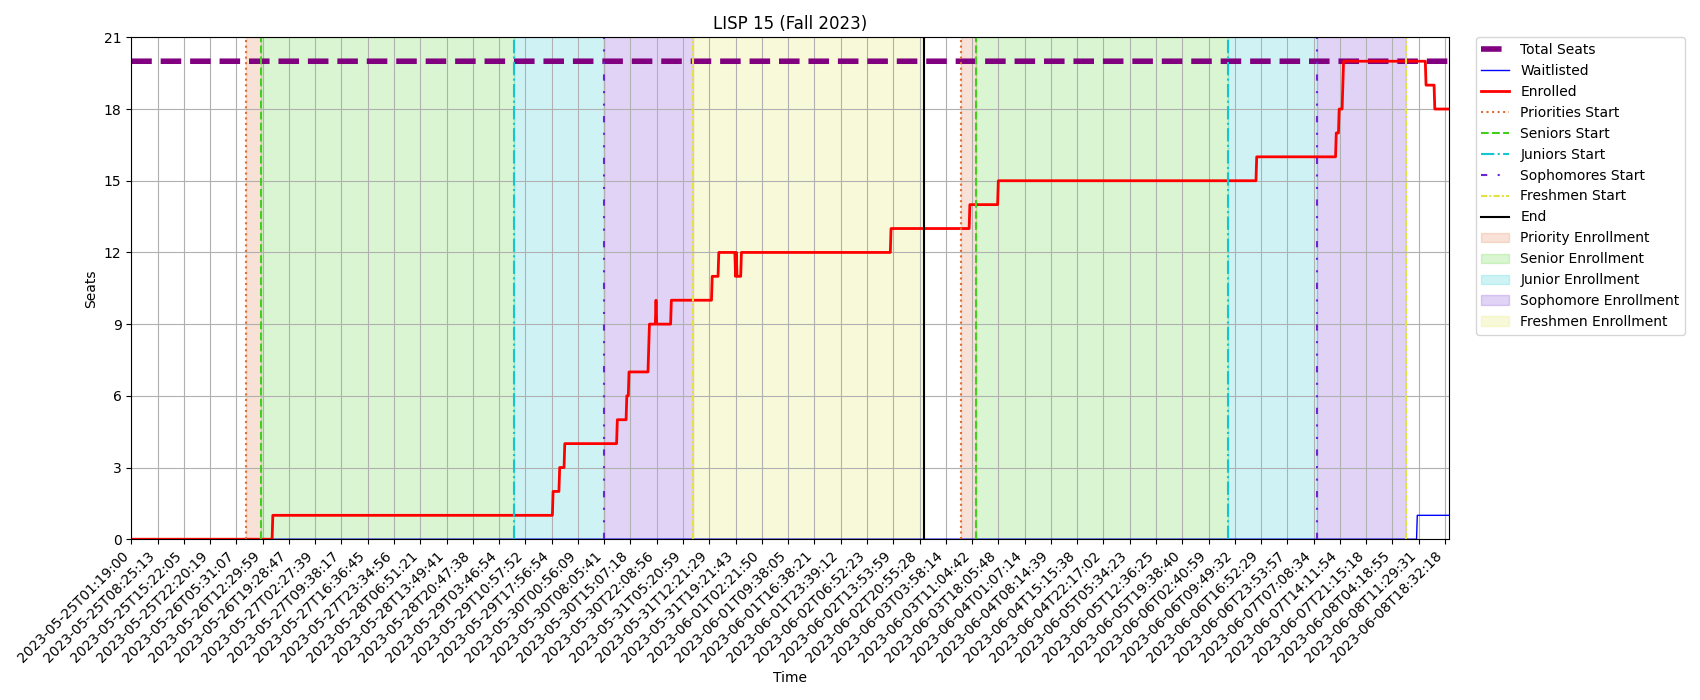 LISP 15 (Fall 2023)
21
18
15
12
9
6
3
0
Seats
Total Seats
Waitlisted
Enrolled
Priorities Start
Seniors Start
Juniors Start
Sophomores Start
Freshmen Start
End
Priority Enrollment
Senior Enrollment
Junior Enrollment
Sophomore Enrollment
Freshmen Enrollment
2023-05-25T01:19:00
2023-05-25T08:25:13
2023-05-25T15:22:05
2023-05-25T22:20:19
2023-05-26T05:31:07
2023-05-26T12:29:59
2023-05-26T19:28:47
2023-05-27T02:27:39
2023-05-27T09:38:17
2023-05-27T16:36:45
2023-05-27T23:34:56
2023-05-28T06:51:21
2023-05-28T13:49:41
2023-05-28T20:47:38
2023-05-29T03:46:54
2023-05-29T10:57:52
2023-05-29T17:56:54
2023-05-30T00:56:09
2023-05-30T08:05:41
2023-05-30T15:07:18
2023-05-30T22:08:56
2023-05-31T05:20:59
2023-05-31T12:21:29
2023-05-31T19:21:43
2023-06-01T02:21:50
2023-06-01T09:38:05
2023-06-01T16:38:21
2023-06-01T23:39:12
2023-06-02T06:52:23
2023-06-02T13:53:59
2023-06-02T20:55:28
2023-06-03T03:58:14
2023-06-03T11:04:42
2023-06-03T18:05:48
2023-06-04T01:07:14
2023-06-04T08:14:39
2023-06-04T15:15:38
2023-06-04T22:17:02
2023-06-05T05:34:23
2023-06-05T12:36:25
2023-06-05T19:38:40
2023-06-06T02:40:59
2023-06-06T09:49:32
2023-06-06T16:52:29
2023-06-06T23:53:57
2023-06-07T07:08:34
2023-06-07T14:11:54
2023-06-07T21:15:18
2023-06-08T04:18:55
2023-06-08T11:29:31
2023-06-08T18:32:18
Time